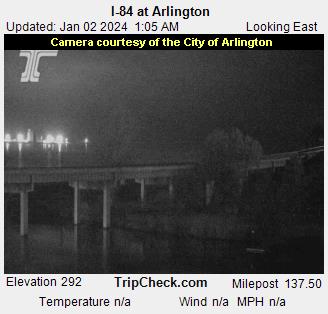 I-84 at Arlington
Updated: Jan 02 2024 1:05 AM Looking East
Camera courtesy of the City of Arlington
Elevation 292 TripCheck.com Milepost 137.50
Temperature n/a Wind n/a MPH n/a